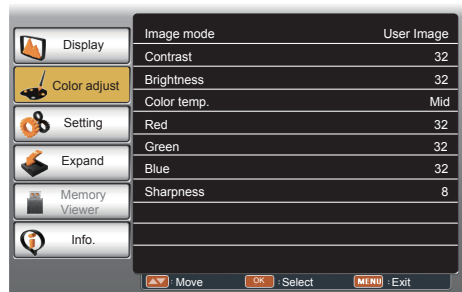 Display
Color adjust
Setting
Expand
Memory
Viewer
Info.
Image mode User Image
Contrast 32
Brightness 32
Color temp. Mid
Red 32
Green 32
Blue 32
Sharpness 8
: Move OK : Select MENU : Exit